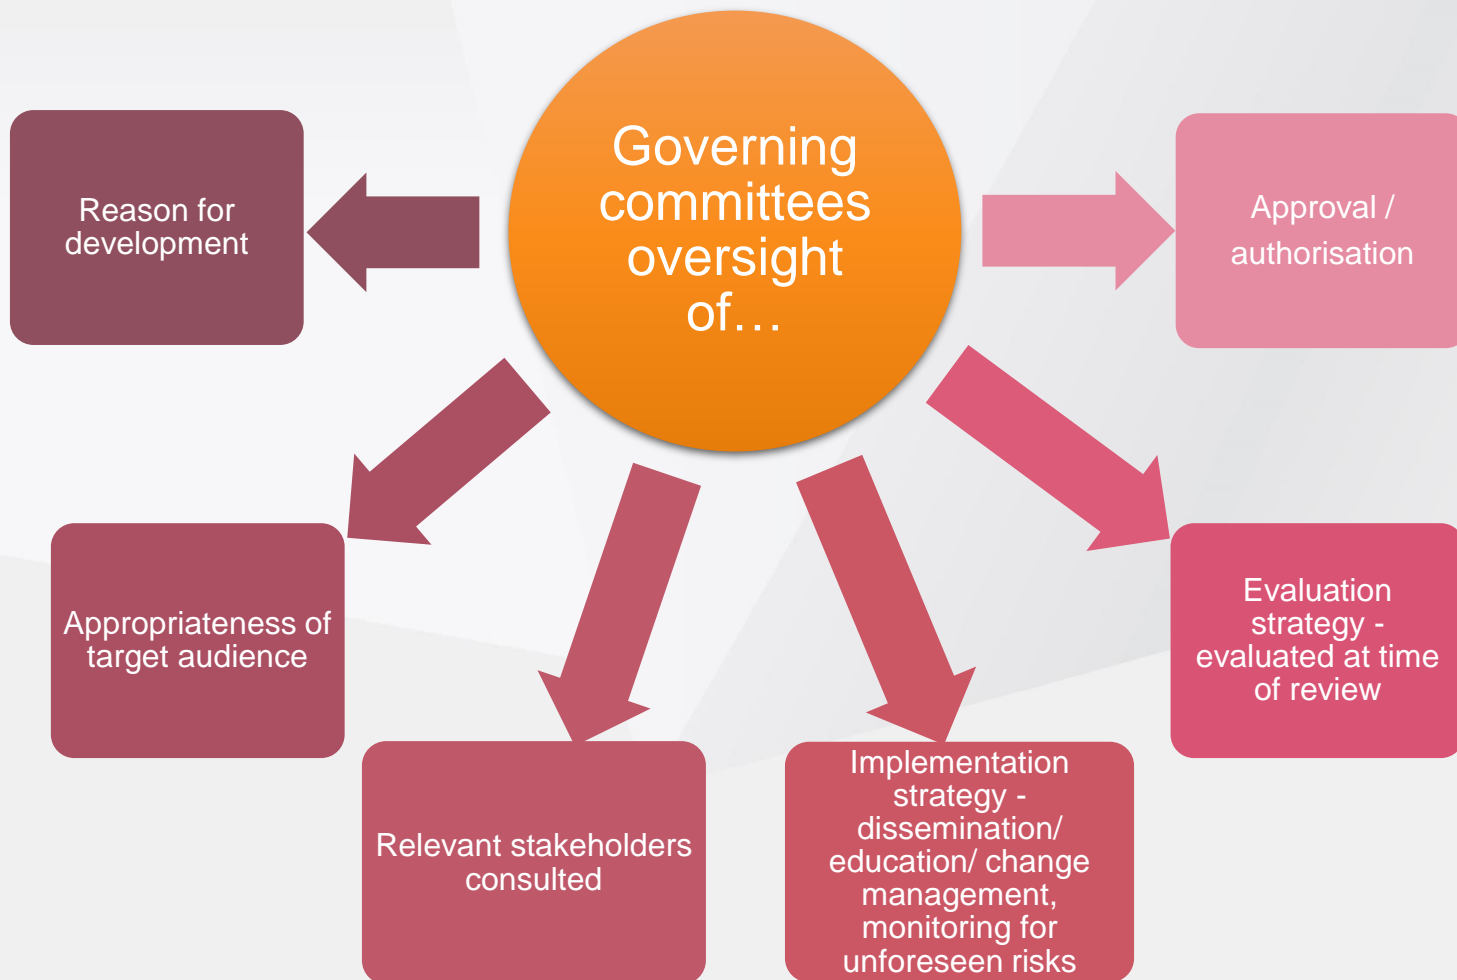 Governing
committees
oversight
of…
Reason for
development
Approval /
authorisation
Appropriateness of
target audience
Evaluation
strategy -
evaluated at time
of review
Relevant stakeholders
consulted
Implementation
strategy -
dissemination/
education/ change
management,
monitoring for
unforeseen risks